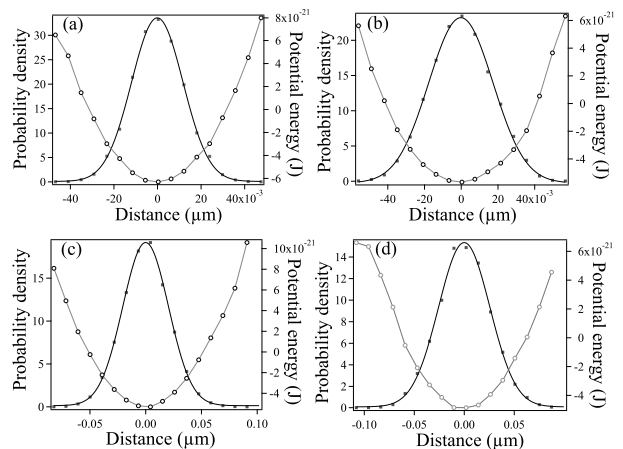 (a)
Probability density
30
25
20
15
10
5
0
8x10⁻²¹
6
4
2
0
-2
-4
-6
Potential energy (J)
-40
-20
0
20
40x10⁻³
Distance (µm)
(b)
Probability density
20
15
10
5
0
6x10⁻²¹
4
2
0
-2
-4
Potential energy (J)
-40
-20
0
20
40x10⁻³
Distance (µm)
(c)
Probability density
15
10
5
0
10x10⁻²¹
8
6
4
2
0
-2
-4
Potential energy (J)
-0.05
0.00
0.05
0.10
Distance (µm)
(d)
Probability density
14
12
10
8
6
4
2
0
6x10⁻²¹
4
2
0
-2
-4
Potential energy (J)
-0.10
-0.05
0.00
0.05
Distance (µm)